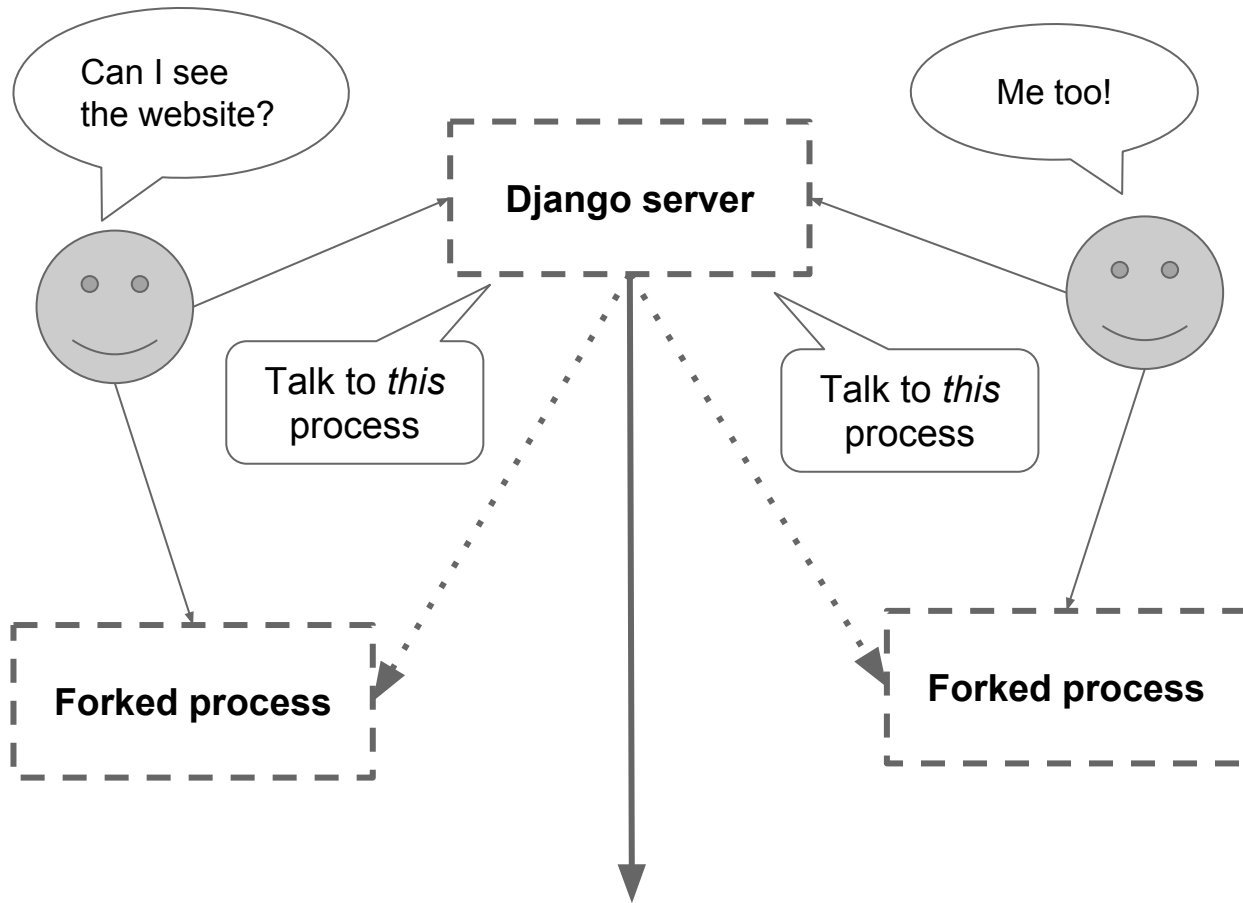 Can I see
the website?
Me too!
Django server
Talk to this
process
Talk to this
process
Forked process
Forked process